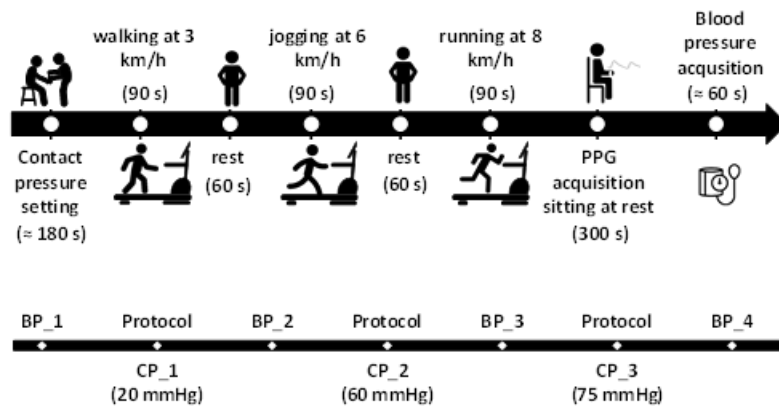 walking at 3
km/h
(90 s)
jogging at 6
km/h
(90 s)
running at 8
km/h
(90 s)
Blood
pressure
acqusition
(≈ 60 s)
Contact
pressure
setting
(≈ 180 s)
rest
(60 s)
rest
(60 s)
PPG
acquisition
sitting at rest
(300 s)
BP_1
Protocol
BP_2
Protocol
BP_3
Protocol
BP_4
CP_1
(20 mmHg)
CP_2
(60 mmHg)
CP_3
(75 mmHg)